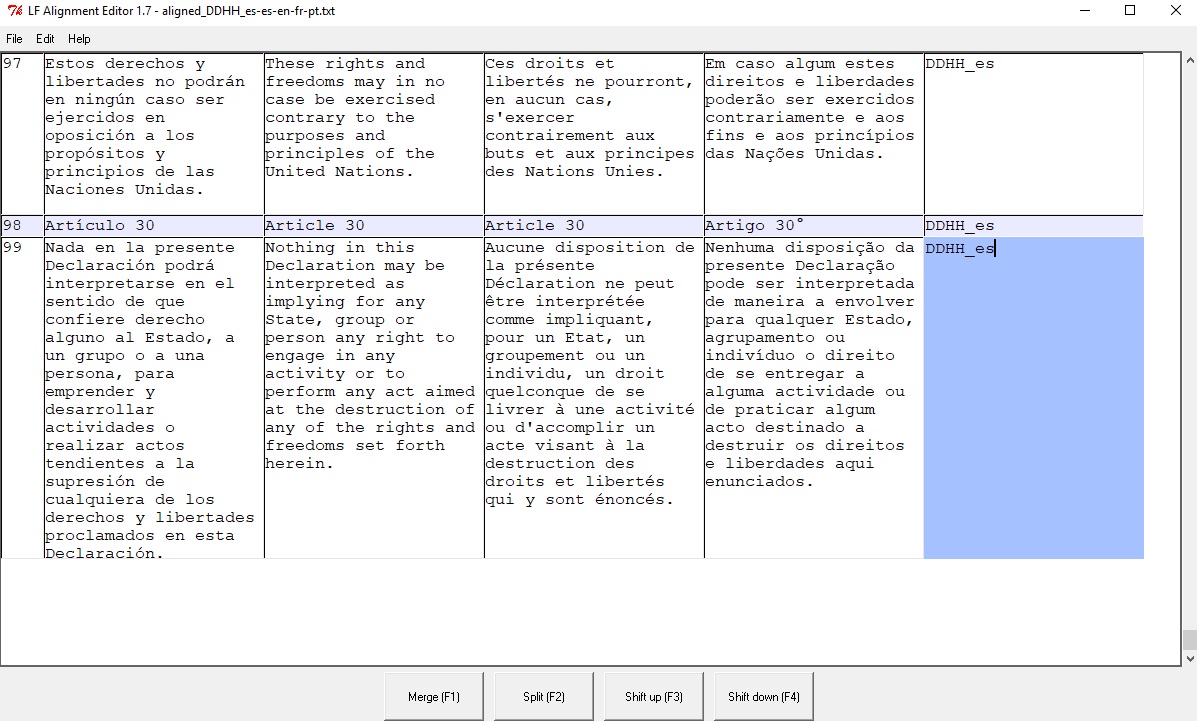 LF Alignment Editor 1.7 - aligned_DDHH_es-es-en-fr-pt.txt
File Edit Help
97
Estos derechos y
libertades no podrán
en ningún caso ser
ejercidos en
oposición a los
propósitos y
principios de las
Naciones Unidas.
These rights and
freedoms may in no
case be exercised
contrary to the
purposes and
principles of the
United Nations.
Ces droits et
libertés ne pourront,
en aucun cas,
s'exercer
contrairement aux
buts et aux principes
des Nations Unies.
Em caso algum estes
direitos e liberdades
poderão ser exercidos
contrariamente e aos
fins e aos princípios
das Nações Unidas.
DDHH_es
98
Artículo 30
Article 30
Article 30
Artigo 30°
DDHH_es
99
Nada en la presente
Declaración podrá
interpretarse en el
sentido de que
confiere derecho
alguno al Estado, a
un grupo o a una
persona, para
emprender y
desarrollar
actividades o
realizar actos
tendientes a la
supresión de
cualquiera de los
derechos y libertades
proclamados en esta
Declaración.
Nothing in this
Declaration may be
interpreted as
implying for any
State, group or
person any right to
engage in any
activity or to
perform any act aimed
at the destruction of
any of the rights and
freedoms set forth
herein.
Aucune disposition de
la présente
Déclaration ne peut
être interprétée
comme impliquant,
pour un Etat, un
groupement ou un
individu, un droit
quelconque de se
livrer à une activité
ou d'accomplir un
acte visant à la
destruction des
droits et libertés
qui y sont énoncés.
Nenhuma disposição da
presente Declaração
pode ser interpretada
de maneira a envolver
para qualquer Estado,
agrupamento ou
indivíduo o direito
de se entregar a
alguma actividade ou
de praticar algum
acto destinado a
destruir os direitos
e liberdades aqui
enunciados.
DDHH_es
Merge (F1)
Split (F2)
Shift up (F3)
Shift down (F4)